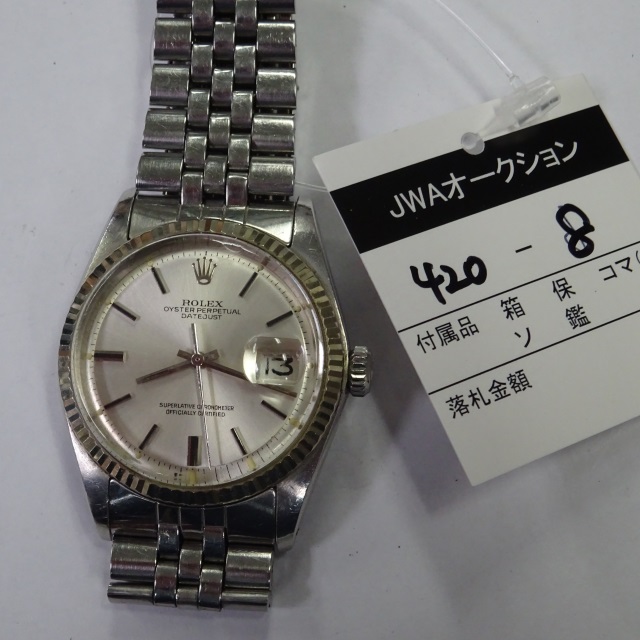 ROLEX
OYSTER PERPETUAL
DATEJUST
13
SUPERLATIVE CHRONOMETER
OFFICIALLY CERTIFIED
JWAオークション
420 - 8
付属品 箱 保 コマ(
ソ 鑑
落札金額